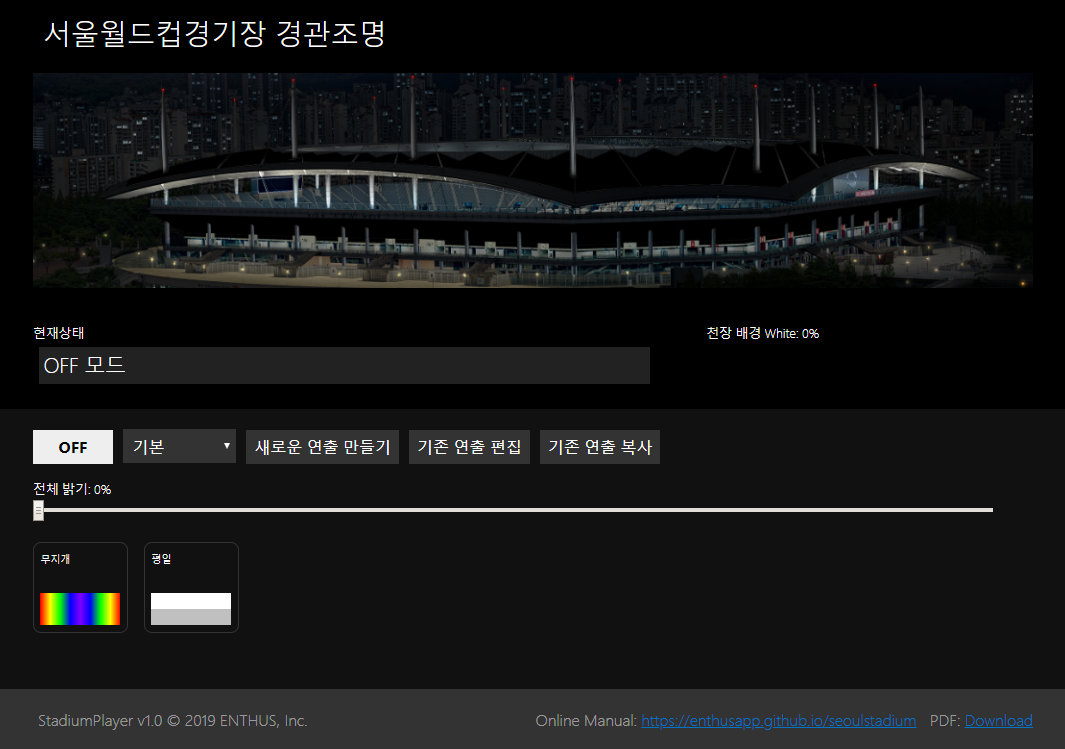 서울월드컵경기장 경관조명
현재상태
천장 배경 White: 0%
OFF 모드
OFF
기본
새로운 연출 만들기
기존 연출 편집
기존 연출 복사
전체 밝기: 0%
무지개
평일
StadiumPlayer v1.0 © 2019 ENTHUS, Inc.
Online Manual: https://enthusapp.github.io/seoulstadium PDF: Download